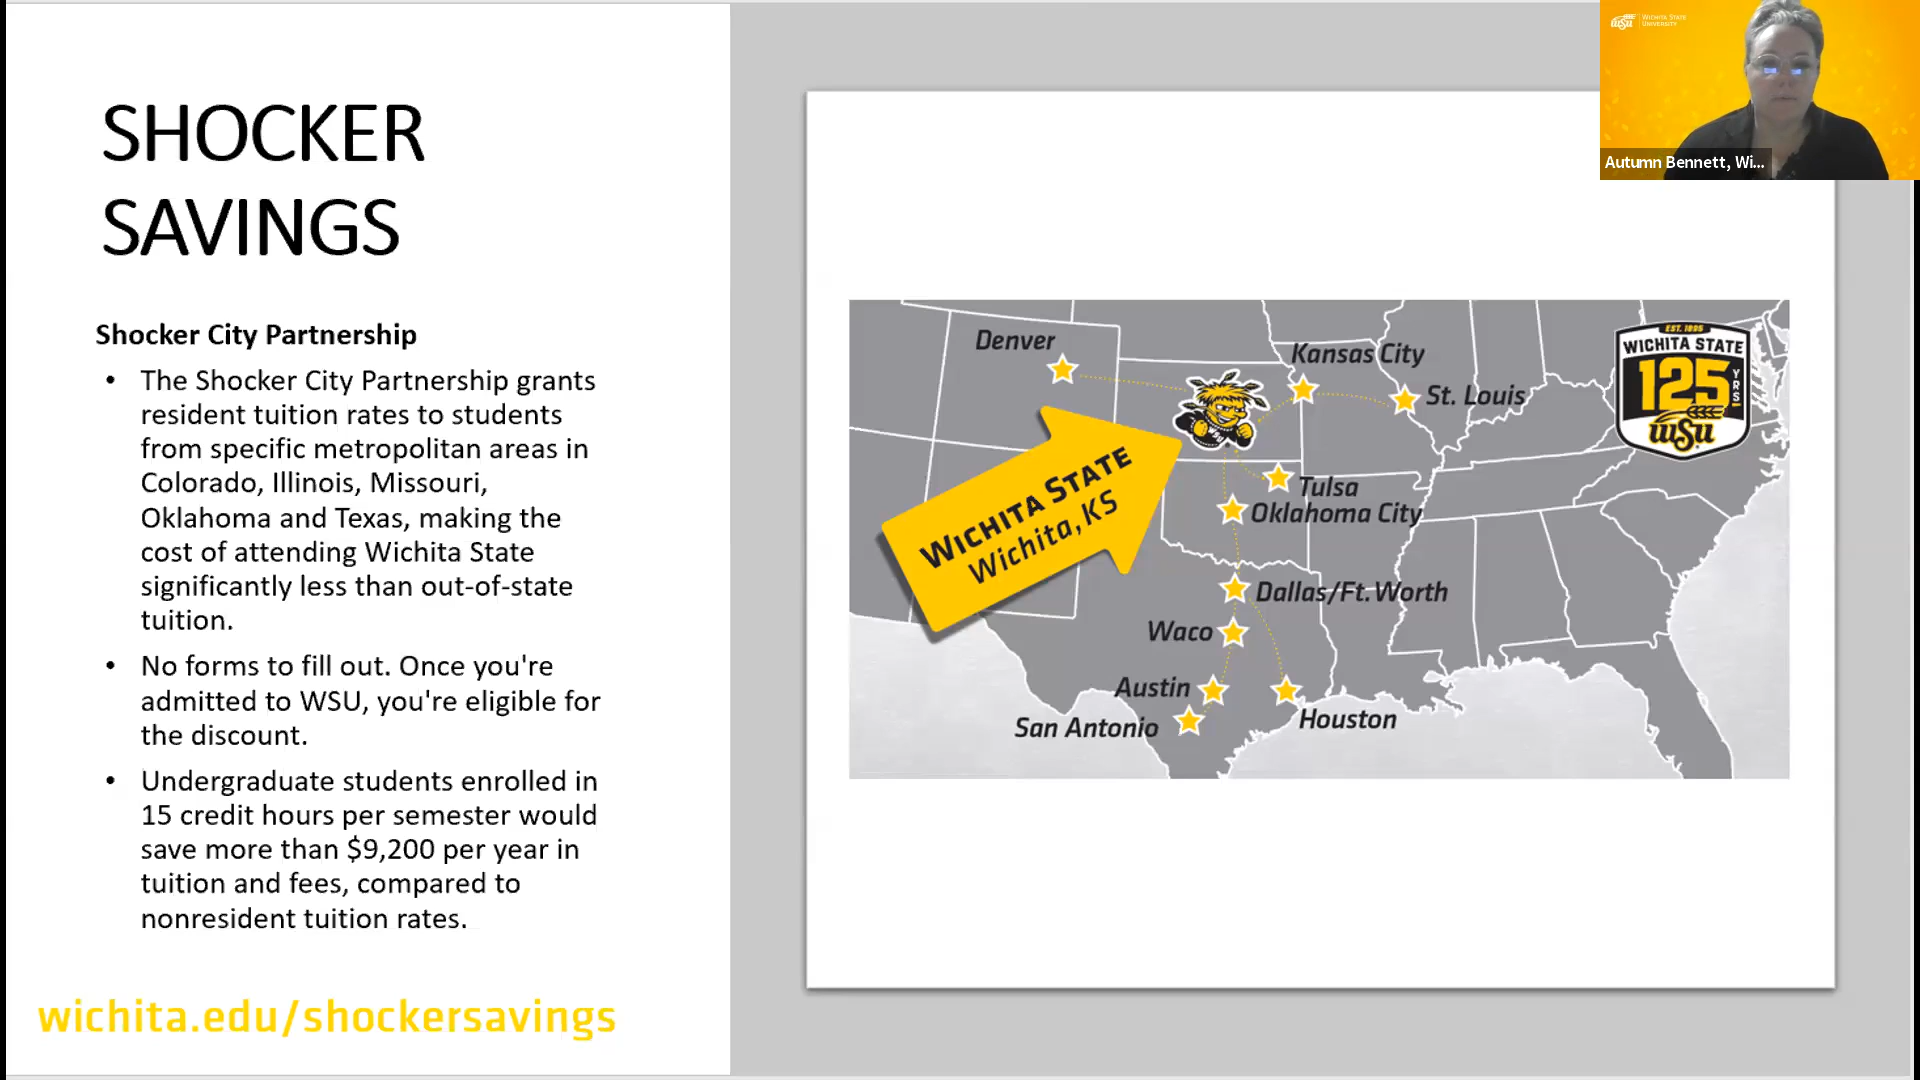 SHOCKER
SAVINGS
Shocker City Partnership
• The Shocker City Partnership grants
resident tuition rates to students
from specific metropolitan areas in
Colorado, Illinois, Missouri,
Oklahoma and Texas, making the
cost of attending Wichita State
significantly less than out-of-state
tuition.
• No forms to fill out. Once you're
admitted to WSU, you're eligible for
the discount.
• Undergraduate students enrolled in
15 credit hours per semester would
save more than $9,200 per year in
tuition and fees, compared to
nonresident tuition rates.
wichita.edu/shockersavings
Denver
Kansas City
St. Louis
WICHITA STATE
Wichita, KS
Tulsa
Oklahoma City
Dallas/Ft. Worth
Waco
Austin
San Antonio
Houston
EST. 1895
WICHITA STATE
125
YRS
WSU
WSU
WICHITA STATE
UNIVERSITY
Autumn Bennett, Wi...